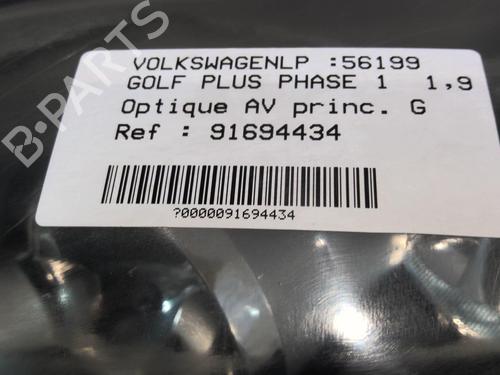 VOLKSWAGENLP :56199
GOLF PLUS PHASE 1 1,9
Optique AV princ. G
Ref : 91694434
?0000091694434
B-PARTS